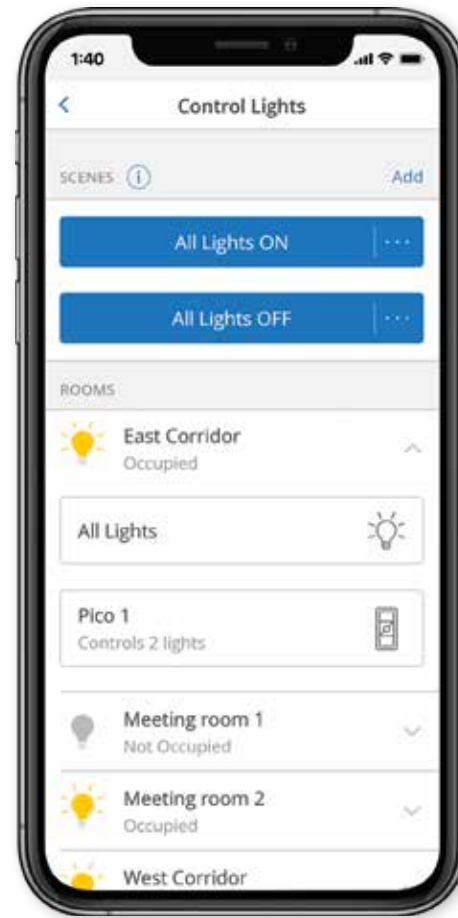 1:40
Control Lights
SCENES i Add
All Lights ON ...
All Lights OFF ...
ROOMS
East Corridor
Occupied
All Lights
Pico 1
Controls 2 lights
Meeting room 1
Not Occupied
Meeting room 2
Occupied
West Corridor